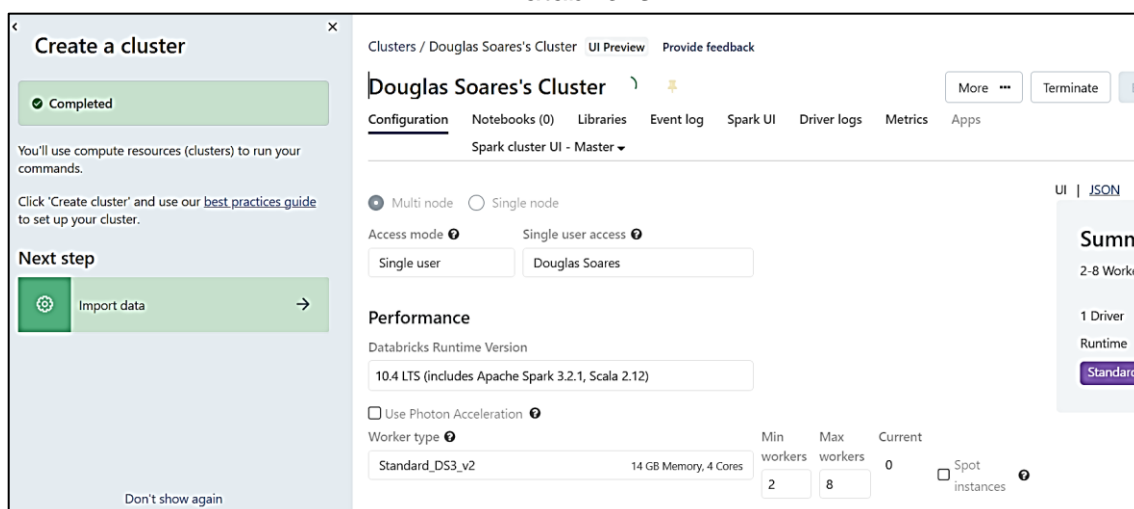 Create a cluster
Completed
You'll use compute resources (clusters) to run your
commands.
Click 'Create cluster' and use our best practices guide
to set up your cluster.
Next step
Import data
Don't show again
Clusters / Douglas Soares's Cluster UI Preview Provide feedback
Douglas Soares's Cluster
More ··· Terminate
Configuration Notebooks (0) Libraries Event log Spark UI Driver logs Metrics Apps
Spark cluster UI - Master
Multi node Single node
Access mode Single user access
Single user Douglas Soares
Performance
Databricks Runtime Version
10.4 LTS (includes Apache Spark 3.2.1, Scala 2.12)
Use Photon Acceleration
Worker type
Standard_DS3_v2 14 GB Memory, 4 Cores
Min workers Max workers Current
2 8 0
Spot
instances
UI | JSON
Summ
2-8 Work
1 Driver
Runtime
Standard